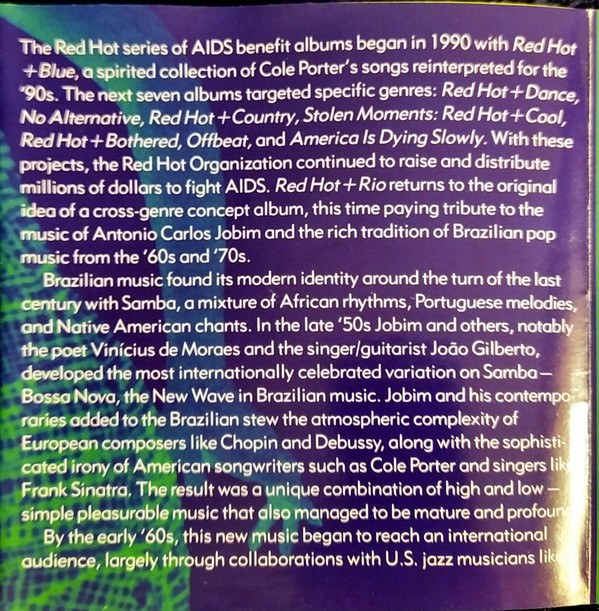 The Red Hot series of AIDS benefit albums began in 1990 with Red Hot
+Blue, a spirited collection of Cole Porter's songs reinterpreted for the
'90s. The next seven albums targeted specific genres: Red Hot+Dance,
No Alternative, Red Hot+Country, Stolen Moments: Red Hot+Cool,
Red Hot+Bothered, Offbeat, and America Is Dying Slowly. With these
projects, the Red Hot Organization continued to raise and distribute
millions of dollars to fight AIDS. Red Hot+Rio returns to the original
idea of a cross-genre concept album, this time paying tribute to the
music of Antonio Carlos Jobim and the rich tradition of Brazilian pop
music from the '60s and '70s.
Brazilian music found its modern identity around the turn of the last
century with Samba, a mixture of African rhythms, Portuguese melodies,
and Native American chants. In the late '50s Jobim and others, notably
the poet Vinícius de Moraes and the singer/guitarist João Gilberto,
developed the most internationally celebrated variation on Samba—
Bossa Nova, the New Wave in Brazilian music. Jobim and his contempo-
raries added to the Brazilian stew the atmospheric complexity of
European composers like Chopin and Debussy, along with the sophisti-
cated irony of American songwriters such as Cole Porter and singers lik
Frank Sinatra. The result was a unique combination of high and low—
simple pleasurable music that also managed to be mature and profoun
By the early '60s, this new music began to reach an international
audience, largely through collaborations with U.S. jazz musicians lik